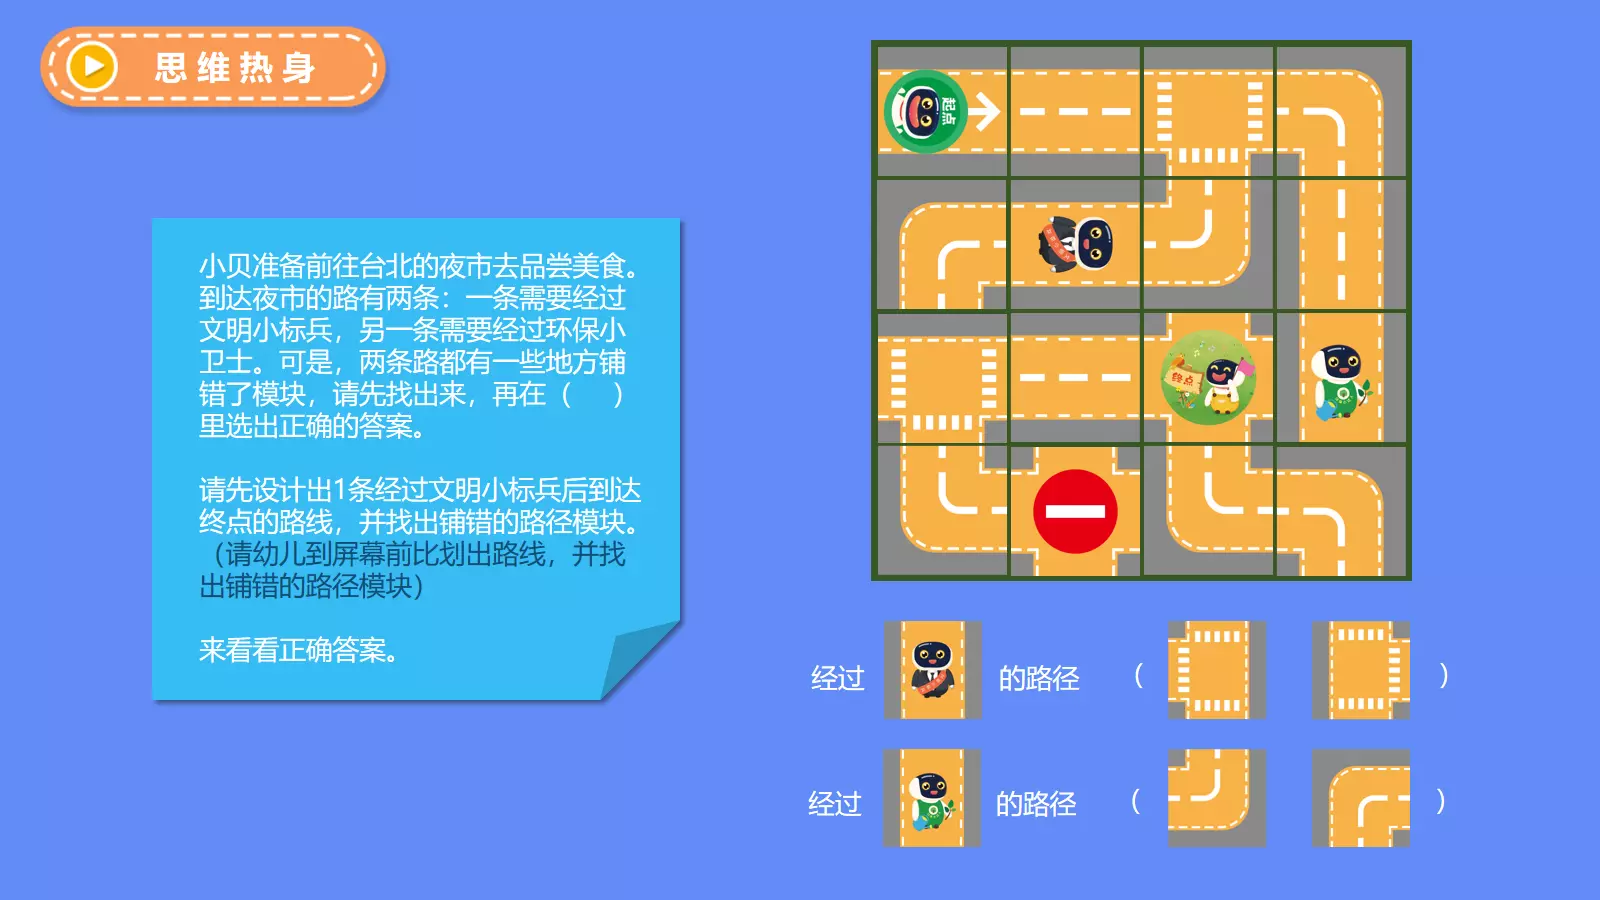 思维热身
起点
小贝准备前往台北的夜市去品尝美食。
到达夜市的路有两条：一条需要经过
文明小标兵，另一条需要经过环保小
卫士。可是，两条路都有一些地方铺
错了模块，请先找出来，再在（　）
里选出正确的答案。
请先设计出1条经过文明小标兵后到达
终点的路线，并找出铺错的路径模块。
（请幼儿到屏幕前比划出路线，并找
出铺错的路径模块）
来看看正确答案。
终点
经过 的路径 （ ）
经过 的路径 （ ）